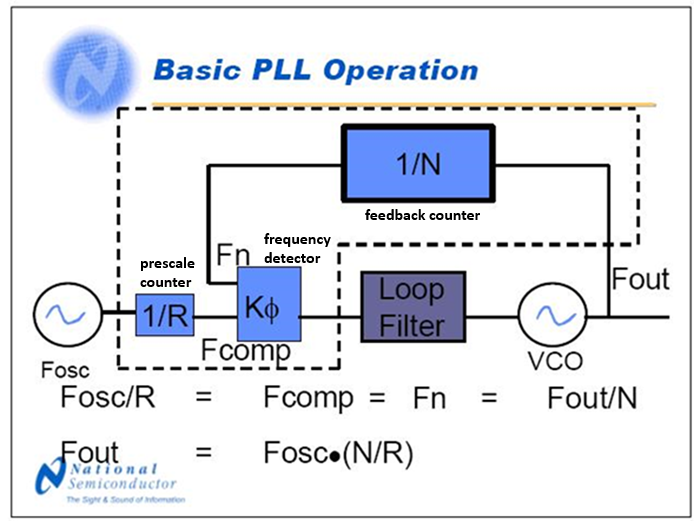 Basic PLL Operation
1/N
feedback counter
Fn
frequency
detector
prescale
counter
1/R
Kϕ
Loop
Filter
Fout
Fcomp
VCO
Fosc
Fosc/R = Fcomp = Fn = Fout/N
Fout = Fosc•(N/R)
National
Semiconductor
The Sight & Sound of Information